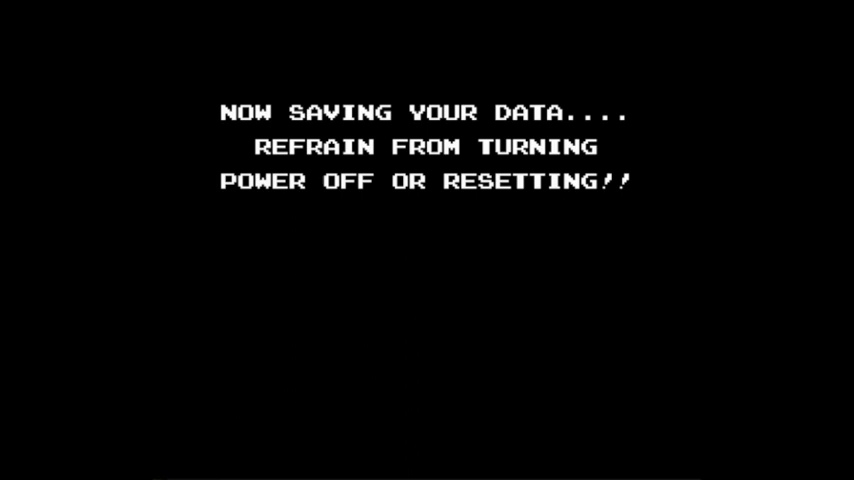 NOW SAVING YOUR DATA....
REFRAIN FROM TURNING
POWER OFF OR RESETTING!!